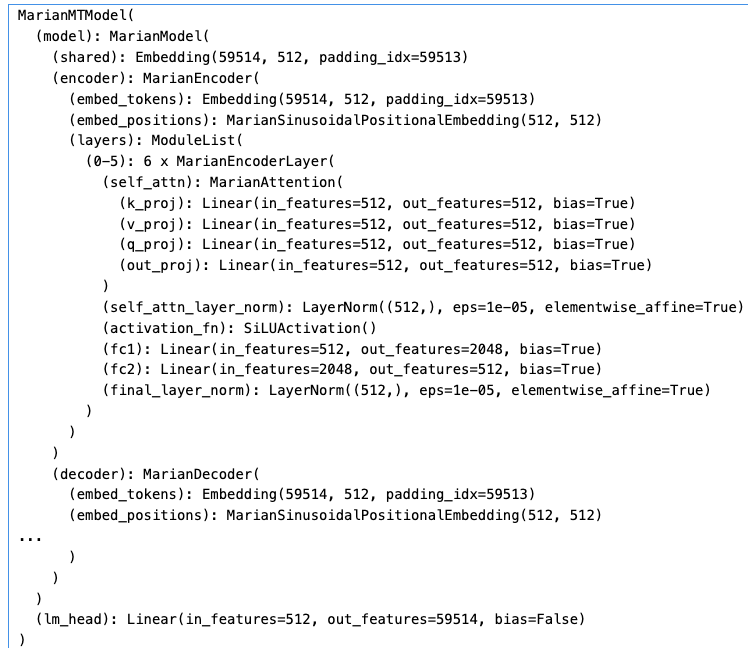 MarianMTModel(
  (model): MarianModel(
    (shared): Embedding(59514, 512, padding_idx=59513)
    (encoder): MarianEncoder(
      (embed_tokens): Embedding(59514, 512, padding_idx=59513)
      (embed_positions): MarianSinusoidalPositionalEmbedding(512, 512)
      (layers): ModuleList(
        (0-5): 6 x MarianEncoderLayer(
          (self_attn): MarianAttention(
            (k_proj): Linear(in_features=512, out_features=512, bias=True)
            (v_proj): Linear(in_features=512, out_features=512, bias=True)
            (q_proj): Linear(in_features=512, out_features=512, bias=True)
            (out_proj): Linear(in_features=512, out_features=512, bias=True)
          )
          (self_attn_layer_norm): LayerNorm((512,), eps=1e-05, elementwise_affine=True)
          (activation_fn): SiLUActivation()
          (fc1): Linear(in_features=512, out_features=2048, bias=True)
          (fc2): Linear(in_features=2048, out_features=512, bias=True)
          (final_layer_norm): LayerNorm((512,), eps=1e-05, elementwise_affine=True)
        )
      )
    )
    (decoder): MarianDecoder(
      (embed_tokens): Embedding(59514, 512, padding_idx=59513)
      (embed_positions): MarianSinusoidalPositionalEmbedding(512, 512)
...
      )
    )
  )
  (lm_head): Linear(in_features=512, out_features=59514, bias=False)
)